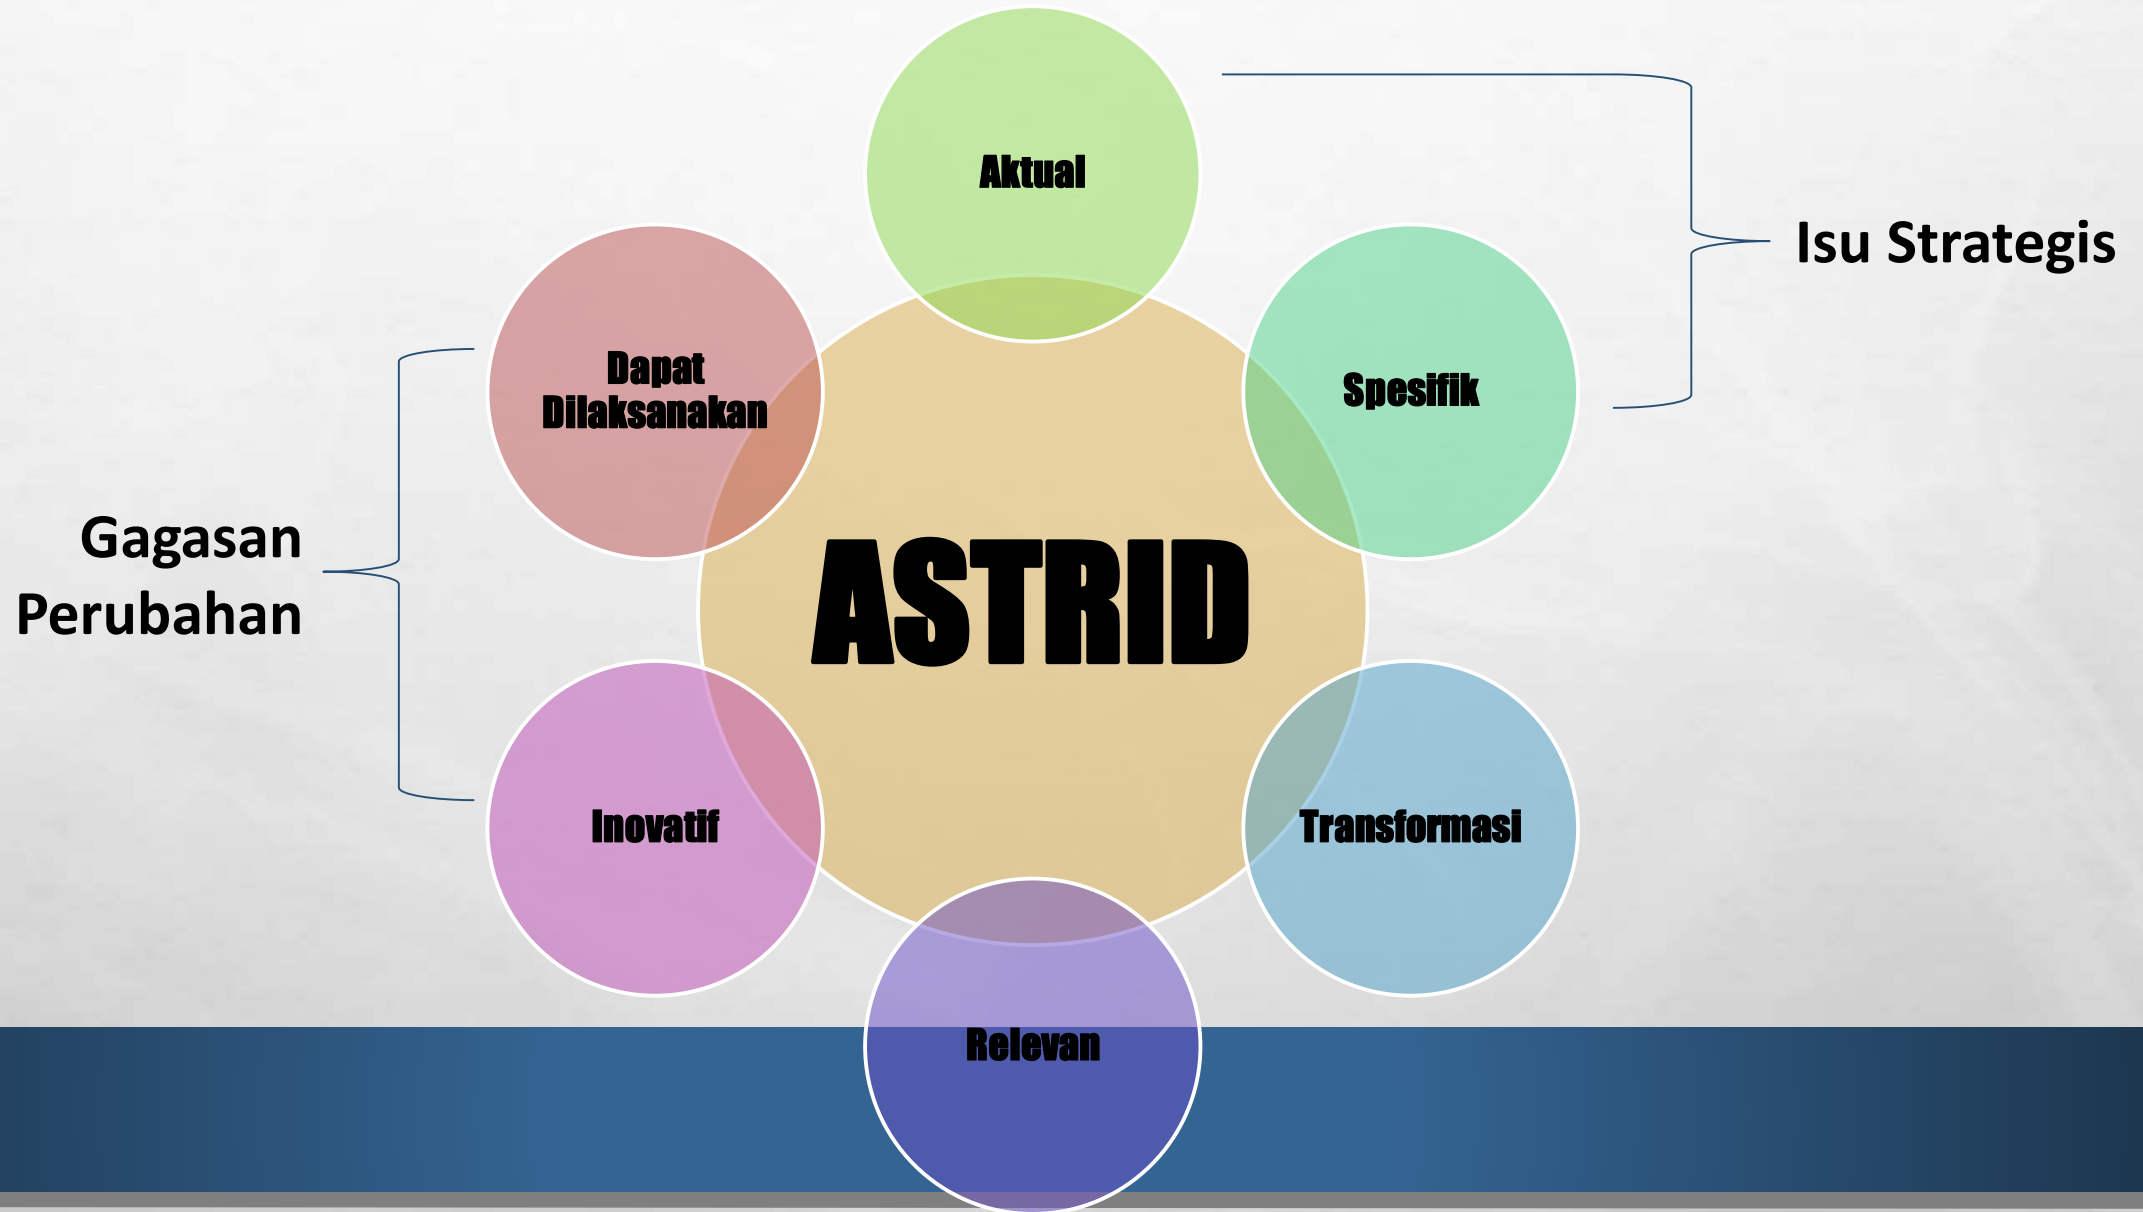 Aktual
Isu Strategis
Dapat
Dilaksanakan
Spesifik
Gagasan
Perubahan
ASTRID
Inovatif
Transformasi
Relevan